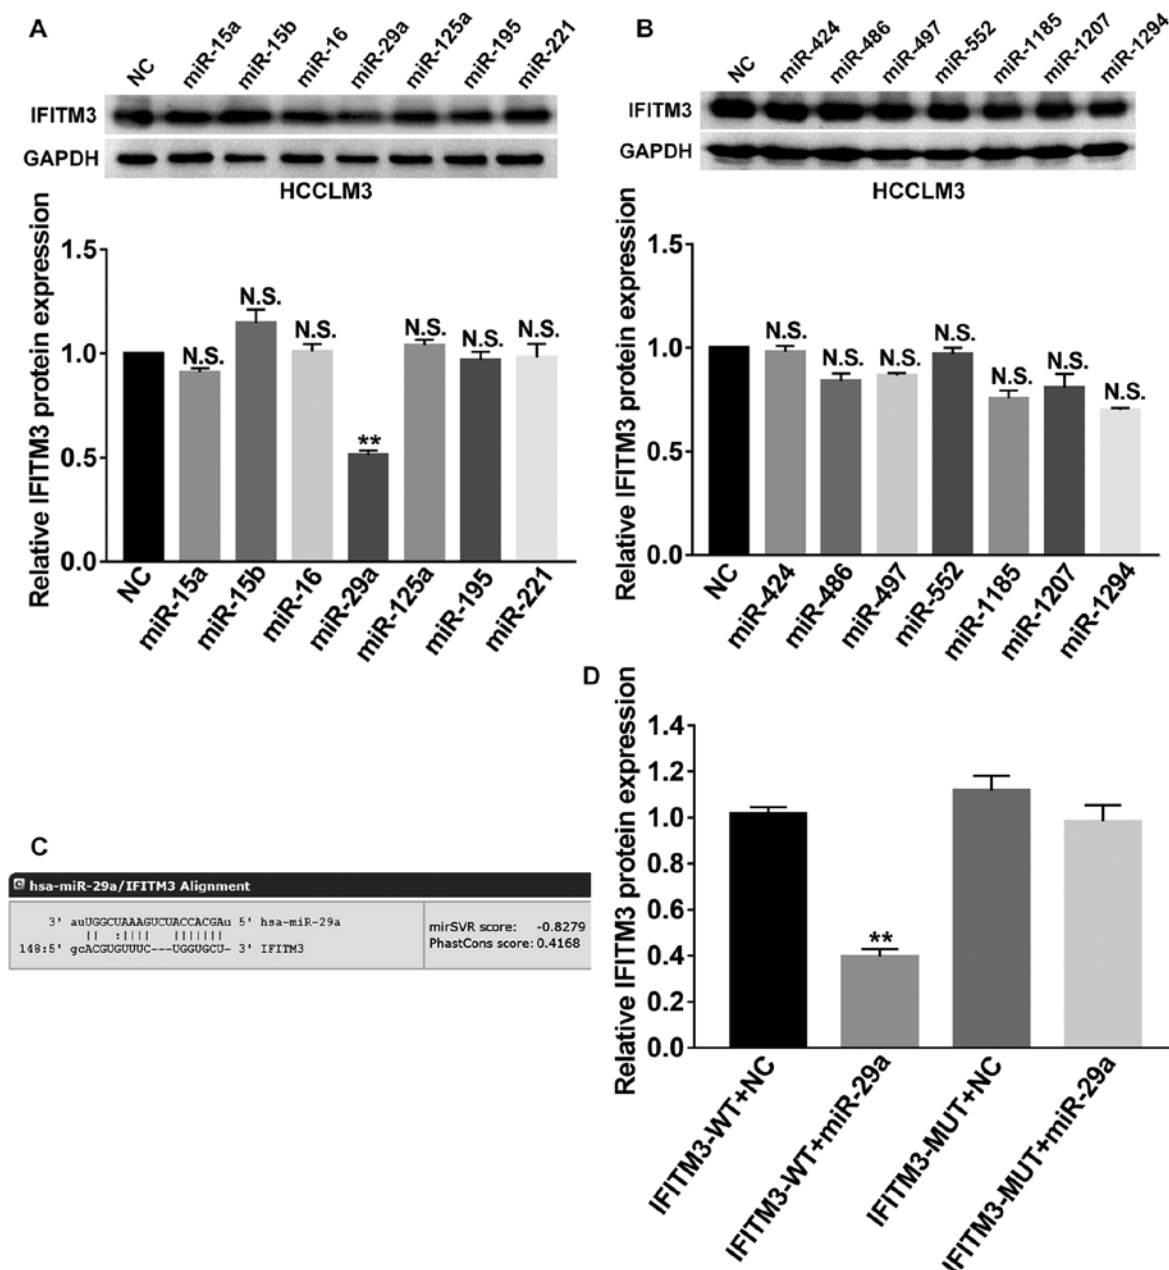 A
NC miR-15a miR-15b miR-16 miR-29a miR-125a miR-195 miR-221
IFITM3
GAPDH
HCCLM3
Relative IFITM3 protein expression
1.5
1.0
0.5
0.0
N.S. N.S. N.S. ** N.S. N.S. N.S.
NC miR-15a miR-15b miR-16 miR-29a miR-125a miR-195 miR-221
B
NC miR-424 miR-486 miR-497 miR-552 miR-1185 miR-1207 miR-1294
IFITM3
GAPDH
HCCLM3
Relative IFITM3 protein expression
1.5
1.0
0.5
0.0
N.S. N.S. N.S. N.S. N.S. N.S. N.S.
NC miR-424 miR-486 miR-497 miR-552 miR-1185 miR-1207 miR-1294
C
hsa-miR-29a/IFITM3 Alignment
3' auUGGCUAAAGUCUACCACGAu 5' hsa-miR-29a
|| :|||| |||||||
148:5' gcACGUGUUUC---UGGUGCU- 3' IFITM3
mirSVR score: -0.8279
PhastCons score: 0.4168
D
Relative IFITM3 protein expression
1.4
1.2
1.0
0.8
0.6
0.4
0.2
0.0
**
IFITM3-WT+NC IFITM3-WT+miR-29a IFITM3-MUT+NC IFITM3-MUT+miR-29a